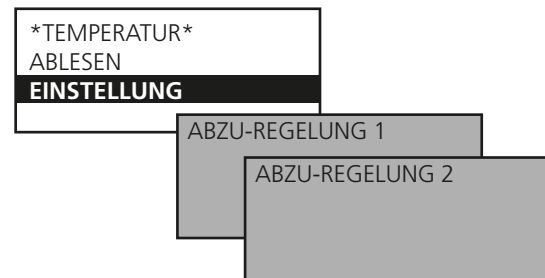 *TEMPERATUR*
ABLESEN
EINSTELLUNG
ABZU-REGELUNG 1
ABZU-REGELUNG 2